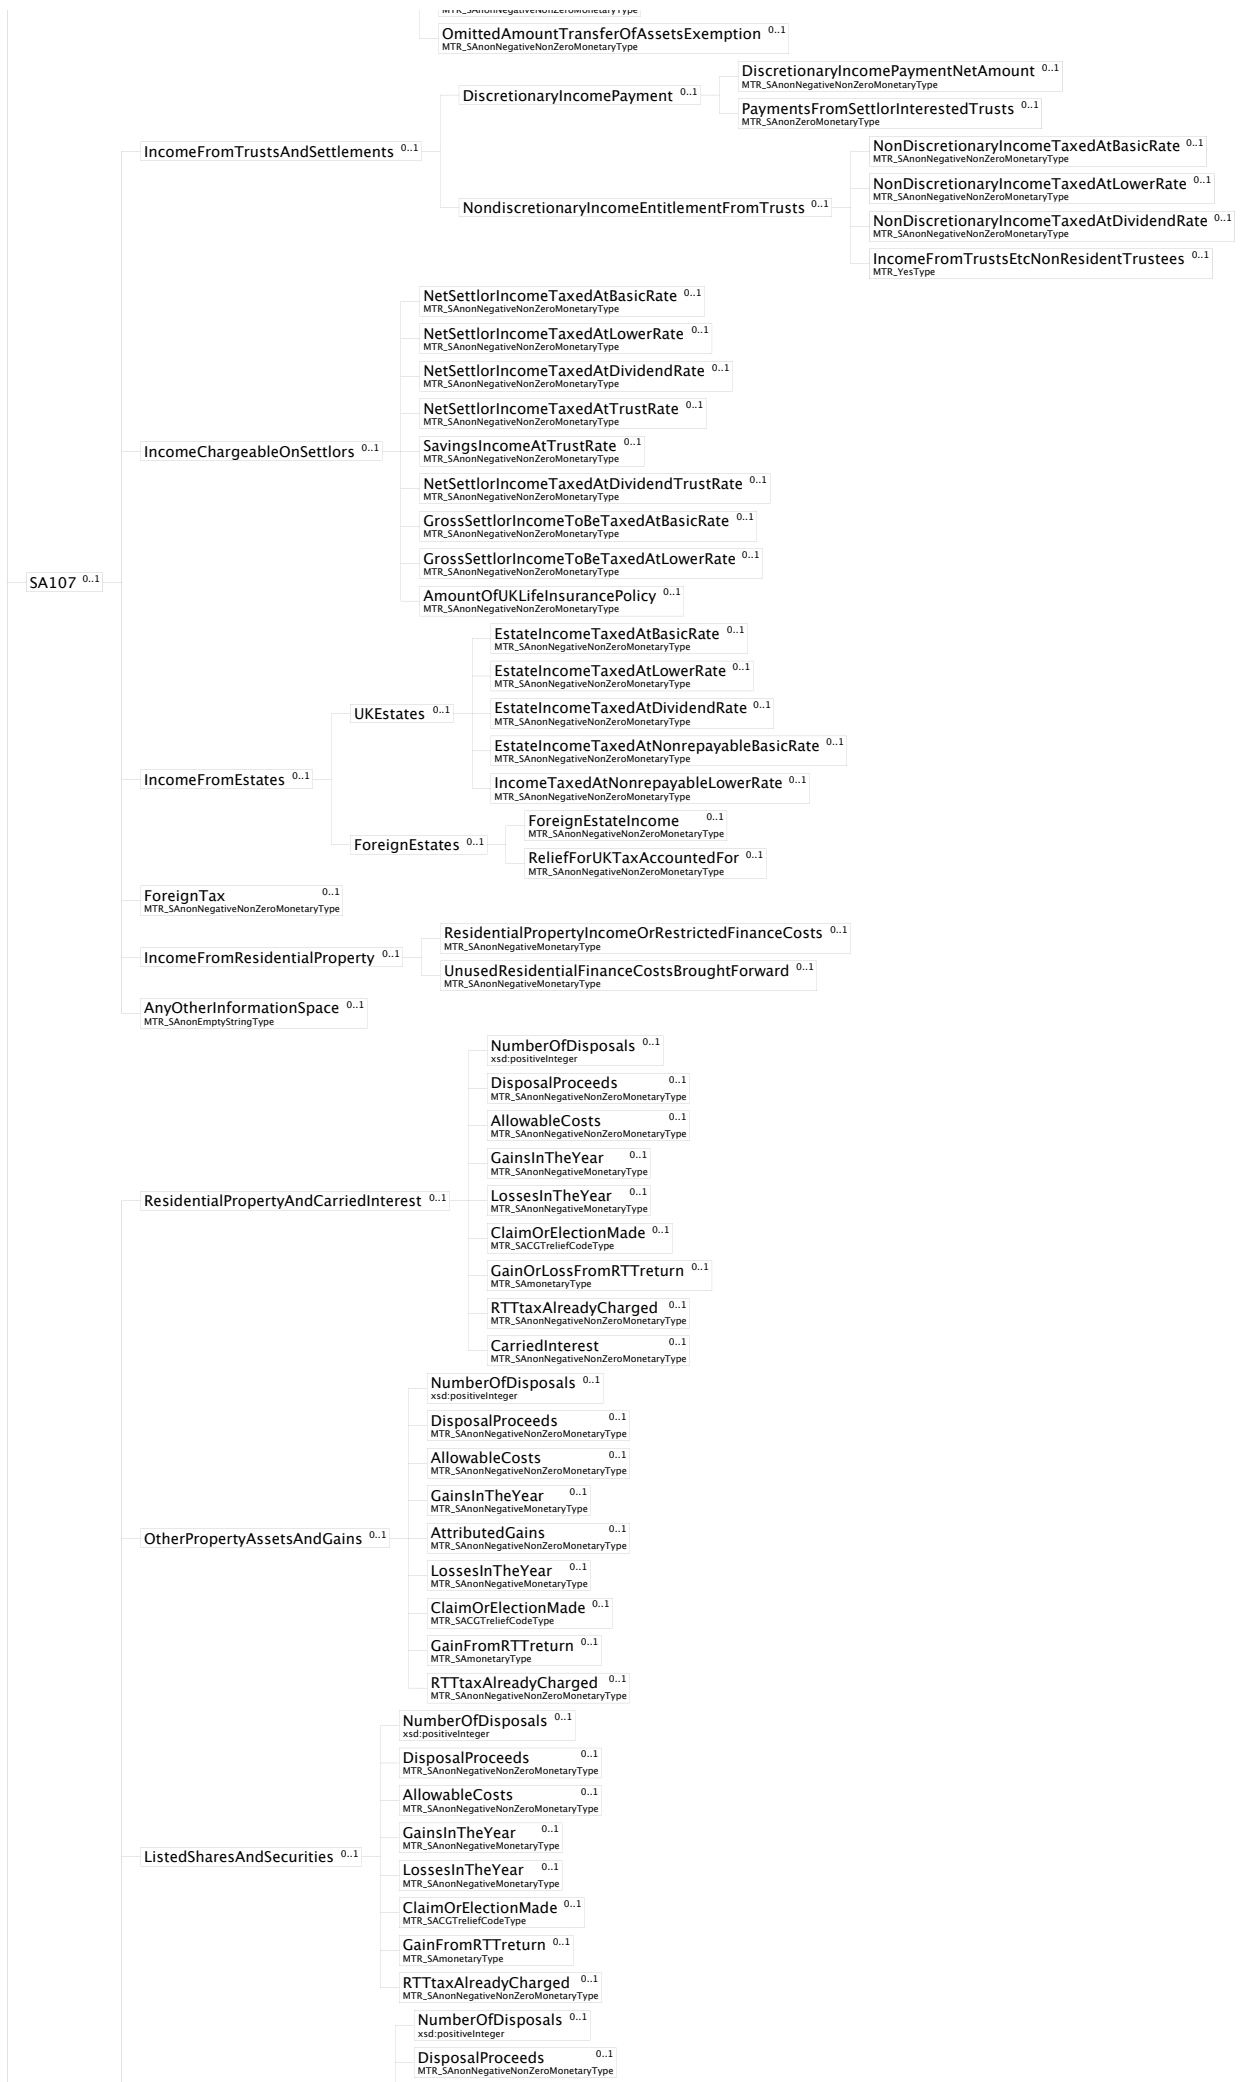 MTR_SAnonNegativeNonZeroMonetaryType
OmittedAmountTransferOfAssetsExemption 0..1
MTR_SAnonNegativeNonZeroMonetaryType
DiscretionaryIncomePaymentNetAmount 0..1
MTR_SAnonNegativeNonZeroMonetaryType
DiscretionaryIncomePayment 0..1
PaymentsFromSettlorInterestedTrusts 0..1
MTR_SAnonZeroMonetaryType
IncomeFromTrustsAndSettlements 0..1
NonDiscretionaryIncomeTaxedAtBasicRate 0..1
MTR_SAnonNegativeNonZeroMonetaryType
NonDiscretionaryIncomeTaxedAtLowerRate 0..1
MTR_SAnonNegativeNonZeroMonetaryType
NondiscretionaryIncomeEntitlementFromTrusts 0..1
NonDiscretionaryIncomeTaxedAtDividendRate 0..1
MTR_SAnonNegativeNonZeroMonetaryType
IncomeFromTrustsEtcNonResidentTrustees 0..1
MTR_YesType
NetSettlorIncomeTaxedAtBasicRate 0..1
MTR_SAnonNegativeNonZeroMonetaryType
NetSettlorIncomeTaxedAtLowerRate 0..1
MTR_SAnonNegativeNonZeroMonetaryType
NetSettlorIncomeTaxedAtDividendRate 0..1
MTR_SAnonNegativeNonZeroMonetaryType
NetSettlorIncomeTaxedAtTrustRate 0..1
MTR_SAnonNegativeNonZeroMonetaryType
IncomeChargeableOnSettlors 0..1
SavingsIncomeAtTrustRate 0..1
MTR_SAnonNegativeNonZeroMonetaryType
NetSettlorIncomeTaxedAtDividendTrustRate 0..1
MTR_SAnonNegativeNonZeroMonetaryType
GrossSettlorIncomeToBeTaxedAtBasicRate 0..1
MTR_SAnonNegativeNonZeroMonetaryType
GrossSettlorIncomeToBeTaxedAtLowerRate 0..1
MTR_SAnonNegativeNonZeroMonetaryType
SA107 0..1
AmountOfUKLifeInsurancePolicy 0..1
MTR_SAnonNegativeNonZeroMonetaryType
EstateIncomeTaxedAtBasicRate 0..1
MTR_SAnonNegativeNonZeroMonetaryType
EstateIncomeTaxedAtLowerRate 0..1
MTR_SAnonNegativeNonZeroMonetaryType
UKEstates 0..1
EstateIncomeTaxedAtDividendRate 0..1
MTR_SAnonNegativeNonZeroMonetaryType
EstateIncomeTaxedAtNonrepayableBasicRate 0..1
MTR_SAnonNegativeNonZeroMonetaryType
IncomeFromEstates 0..1
IncomeTaxedAtNonrepayableLowerRate 0..1
MTR_SAnonNegativeNonZeroMonetaryType
ForeignEstateIncome 0..1
MTR_SAnonNegativeNonZeroMonetaryType
ForeignEstates 0..1
ReliefForUKTaxAccountedFor 0..1
MTR_SAnonNegativeNonZeroMonetaryType
ForeignTax 0..1
MTR_SAnonNegativeNonZeroMonetaryType
ResidentialPropertyIncomeOrRestrictedFinanceCosts 0..1
MTR_SAnonNegativeMonetaryType
IncomeFromResidentialProperty 0..1
UnusedResidentialFinanceCostsBroughtForward 0..1
MTR_SAnonNegativeMonetaryType
AnyOtherInformationSpace 0..1
MTR_SAnonEmptyStringType
NumberOfDisposals 0..1
xsd:positiveInteger
DisposalProceeds 0..1
MTR_SAnonNegativeNonZeroMonetaryType
AllowableCosts 0..1
MTR_SAnonNegativeNonZeroMonetaryType
GainsInTheYear 0..1
MTR_SAnonNegativeMonetaryType
ResidentialPropertyAndCarriedInterest 0..1
LossesInTheYear 0..1
MTR_SAnonNegativeMonetaryType
ClaimOrElectionMade 0..1
MTR_SACGTreliefCodeType
GainOrLossFromRTTreturn 0..1
MTR_SAmonetaryType
RTTtaxAlreadyCharged 0..1
MTR_SAnonNegativeNonZeroMonetaryType
CarriedInterest 0..1
MTR_SAnonNegativeNonZeroMonetaryType
NumberOfDisposals 0..1
xsd:positiveInteger
DisposalProceeds 0..1
MTR_SAnonNegativeNonZeroMonetaryType
AllowableCosts 0..1
MTR_SAnonNegativeNonZeroMonetaryType
GainsInTheYear 0..1
MTR_SAnonNegativeMonetaryType
OtherPropertyAssetsAndGains 0..1
AttributedGains 0..1
MTR_SAnonNegativeNonZeroMonetaryType
LossesInTheYear 0..1
MTR_SAnonNegativeMonetaryType
ClaimOrElectionMade 0..1
MTR_SACGTreliefCodeType
GainFromRTTreturn 0..1
MTR_SAmonetaryType
RTTtaxAlreadyCharged 0..1
MTR_SAnonNegativeNonZeroMonetaryType
NumberOfDisposals 0..1
xsd:positiveInteger
DisposalProceeds 0..1
MTR_SAnonNegativeNonZeroMonetaryType
AllowableCosts 0..1
MTR_SAnonNegativeNonZeroMonetaryType
GainsInTheYear 0..1
MTR_SAnonNegativeMonetaryType
ListedSharesAndSecurities 0..1
LossesInTheYear 0..1
MTR_SAnonNegativeMonetaryType
ClaimOrElectionMade 0..1
MTR_SACGTreliefCodeType
GainFromRTTreturn 0..1
MTR_SAmonetaryType
RTTtaxAlreadyCharged 0..1
MTR_SAnonNegativeNonZeroMonetaryType
NumberOfDisposals 0..1
xsd:positiveInteger
DisposalProceeds 0..1
MTR_SAnonNegativeNonZeroMonetaryType